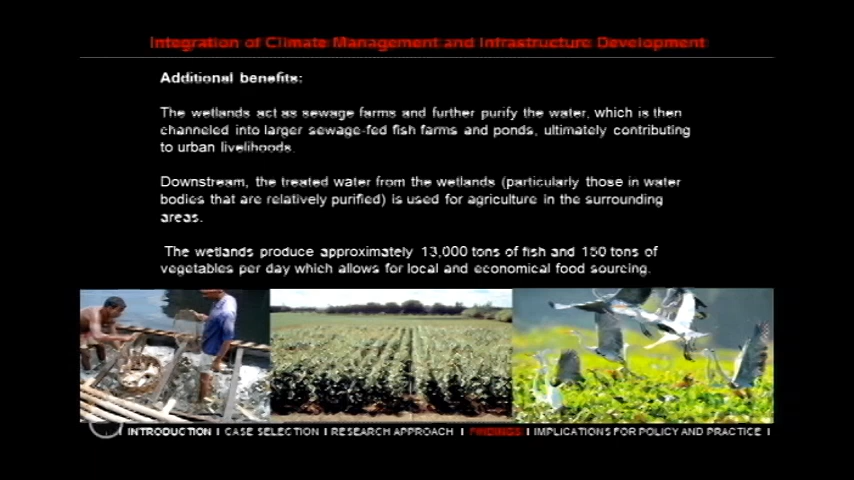 Integration of Climate Management and Infrastructure Development
Additional benefits:
The wetlands act as sewage farms and further purify the water, which is then
channeled into larger sewage-fed fish farms and ponds, ultimately contributing
to urban livelihoods.
Downstream, the treated water from the wetlands (particularly those in water
bodies that are relatively purified) is used for agriculture in the surrounding
areas.
The wetlands produce approximately 13,000 tons of fish and 150 tons of
vegetables per day which allows for local and economical food sourcing.
I INTRODUCTION I CASE SELECTION I RESEARCH APPROACH I FINDINGS I IMPLICATIONS FOR POLICY AND PRACTICE I